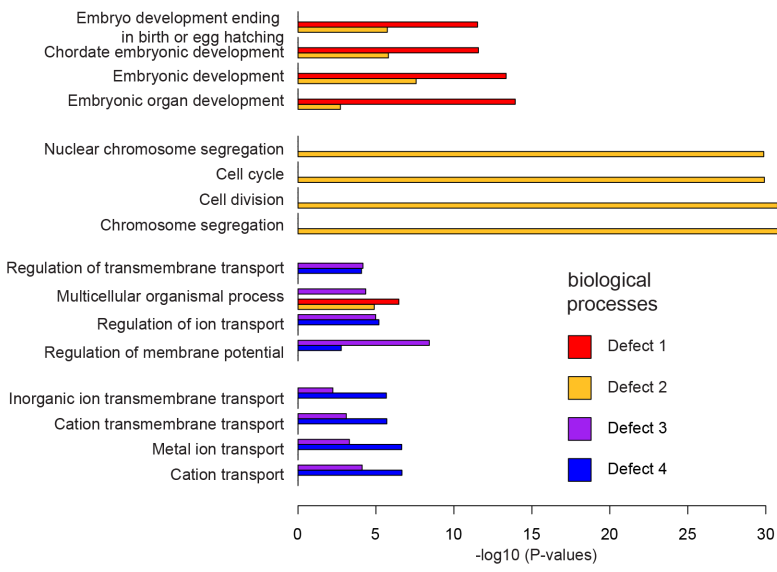 Embryo development ending
in birth or egg hatching
Chordate embryonic development
Embryonic development
Embryonic organ development
Nuclear chromosome segregation
Cell cycle
Cell division
Chromosome segregation
Regulation of transmembrane transport
Multicellular organismal process
Regulation of ion transport
Regulation of membrane potential
Inorganic ion transmembrane transport
Cation transmembrane transport
Metal ion transport
Cation transport
biological
processes
Defect 1
Defect 2
Defect 3
Defect 4
0 5 10 15 20 25 30
-log10 (P-values)